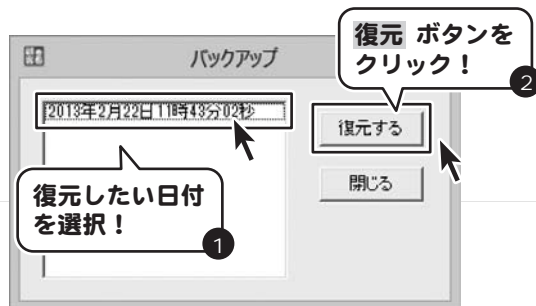 バックアップ
復元 ボタンを
クリック！
2
2013年2月22日11時43分02秒
復元する
閉じる
復元したい日付
を選択！
1